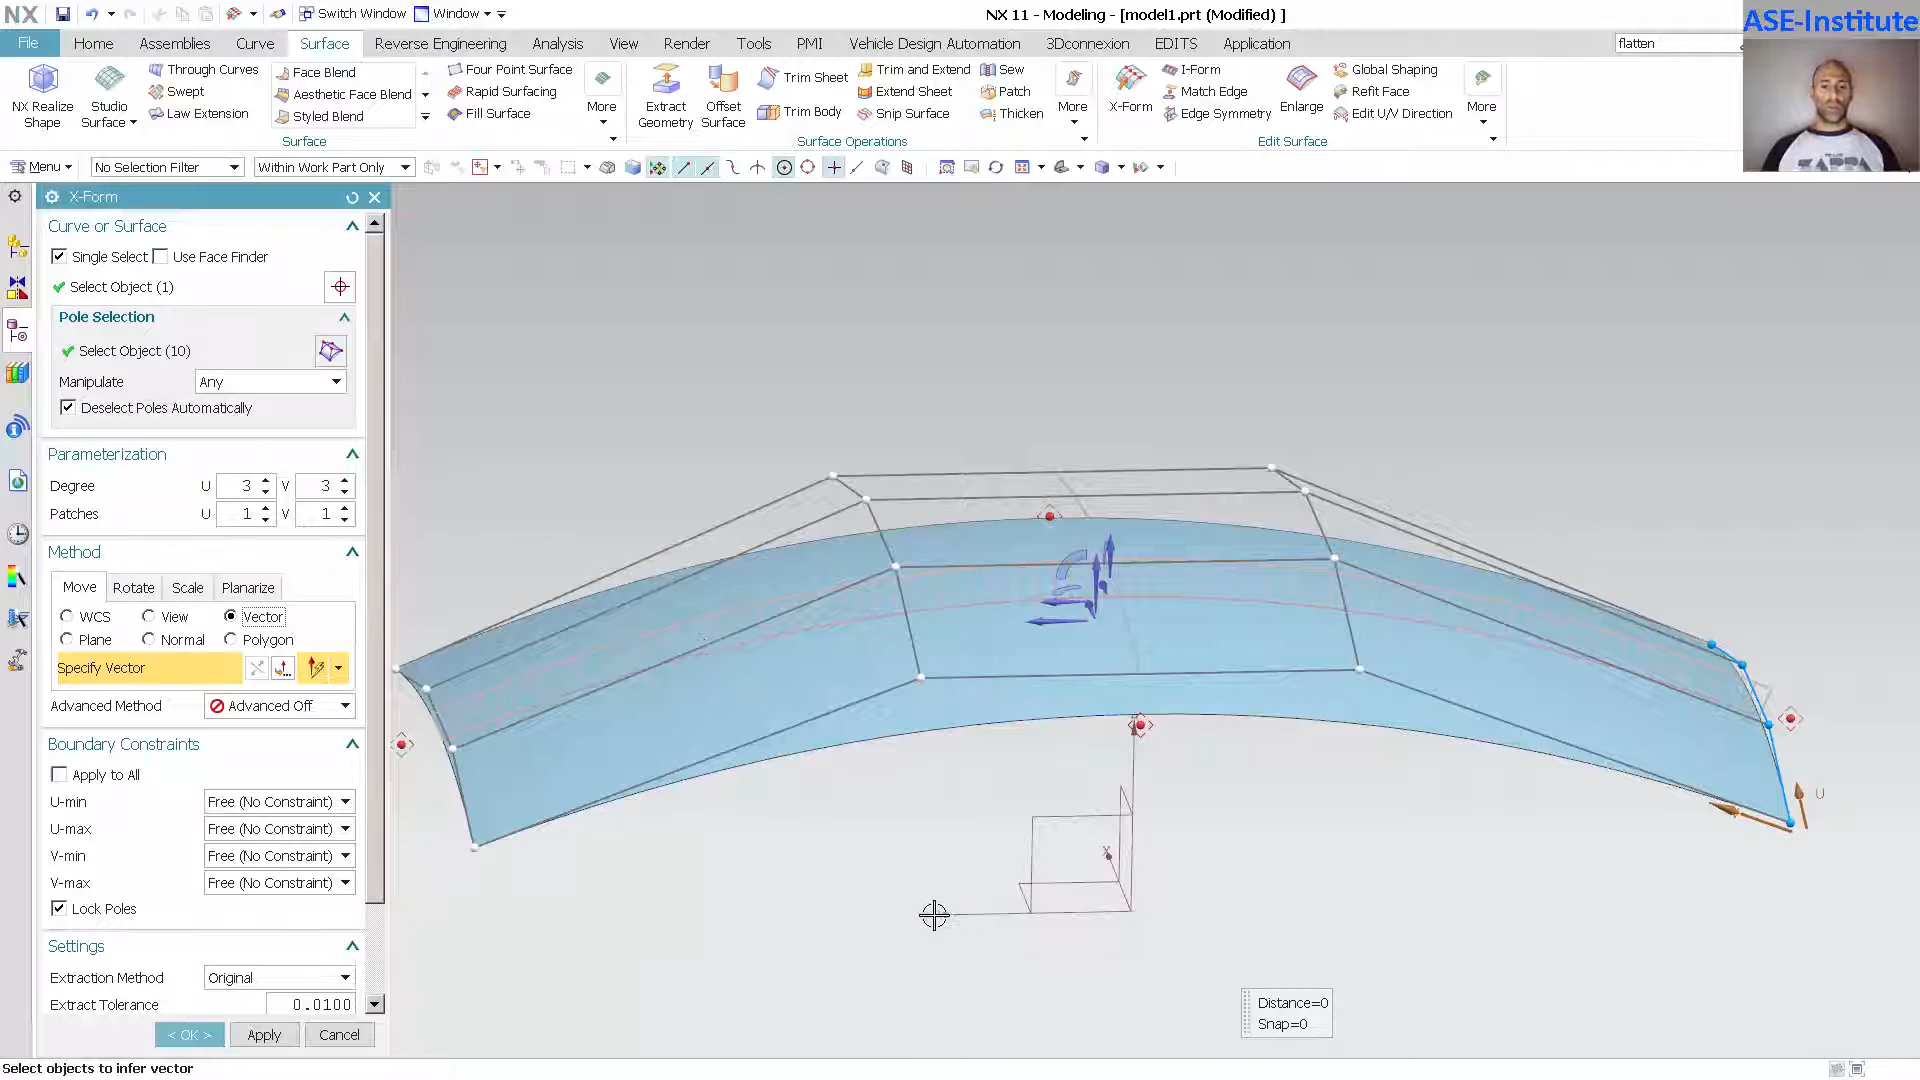 NX
Switch Window
Window
NX 11 - Modeling - [model1.prt (Modified) ]
ASE-Institute
File
Home
Assemblies
Curve
Surface
Reverse Engineering
Analysis
View
Render
Tools
PMI
Vehicle Design Automation
3Dconnexion
EDITS
Application
flatten
NX Realize Shape
Studio Surface
Through Curves
Swept
Law Extension
Face Blend
Aesthetic Face Blend
Styled Blend
Four Point Surface
Rapid Surfacing
Fill Surface
More
Surface
Extract Geometry
Offset Surface
Trim Sheet
Trim Body
Trim and Extend
Extend Sheet
Snip Surface
Sew
Patch
Thicken
More
Surface Operations
X-Form
I-Form
Match Edge
Edge Symmetry
Enlarge
Global Shaping
Refit Face
Edit U/V Direction
More
Edit Surface
KAPPA
Menu
No Selection Filter
Within Work Part Only
X-Form
Curve or Surface
Single Select
Use Face Finder
Select Object (1)
Pole Selection
Select Object (10)
Manipulate
Any
Deselect Poles Automatically
Parameterization
Degree U 3 V 3
Patches U 1 V 1
Method
Move
Rotate
Scale
Planarize
WCS
View
Vector
Plane
Normal
Polygon
Specify Vector
Advanced Method
Advanced Off
Boundary Constraints
Apply to All
U-min Free (No Constraint)
U-max Free (No Constraint)
V-min Free (No Constraint)
V-max Free (No Constraint)
Lock Poles
Settings
Extraction Method
Original
Extract Tolerance
0.0100
< OK >
Apply
Cancel
U
X
Distance=0
Snap=0
Select objects to infer vector